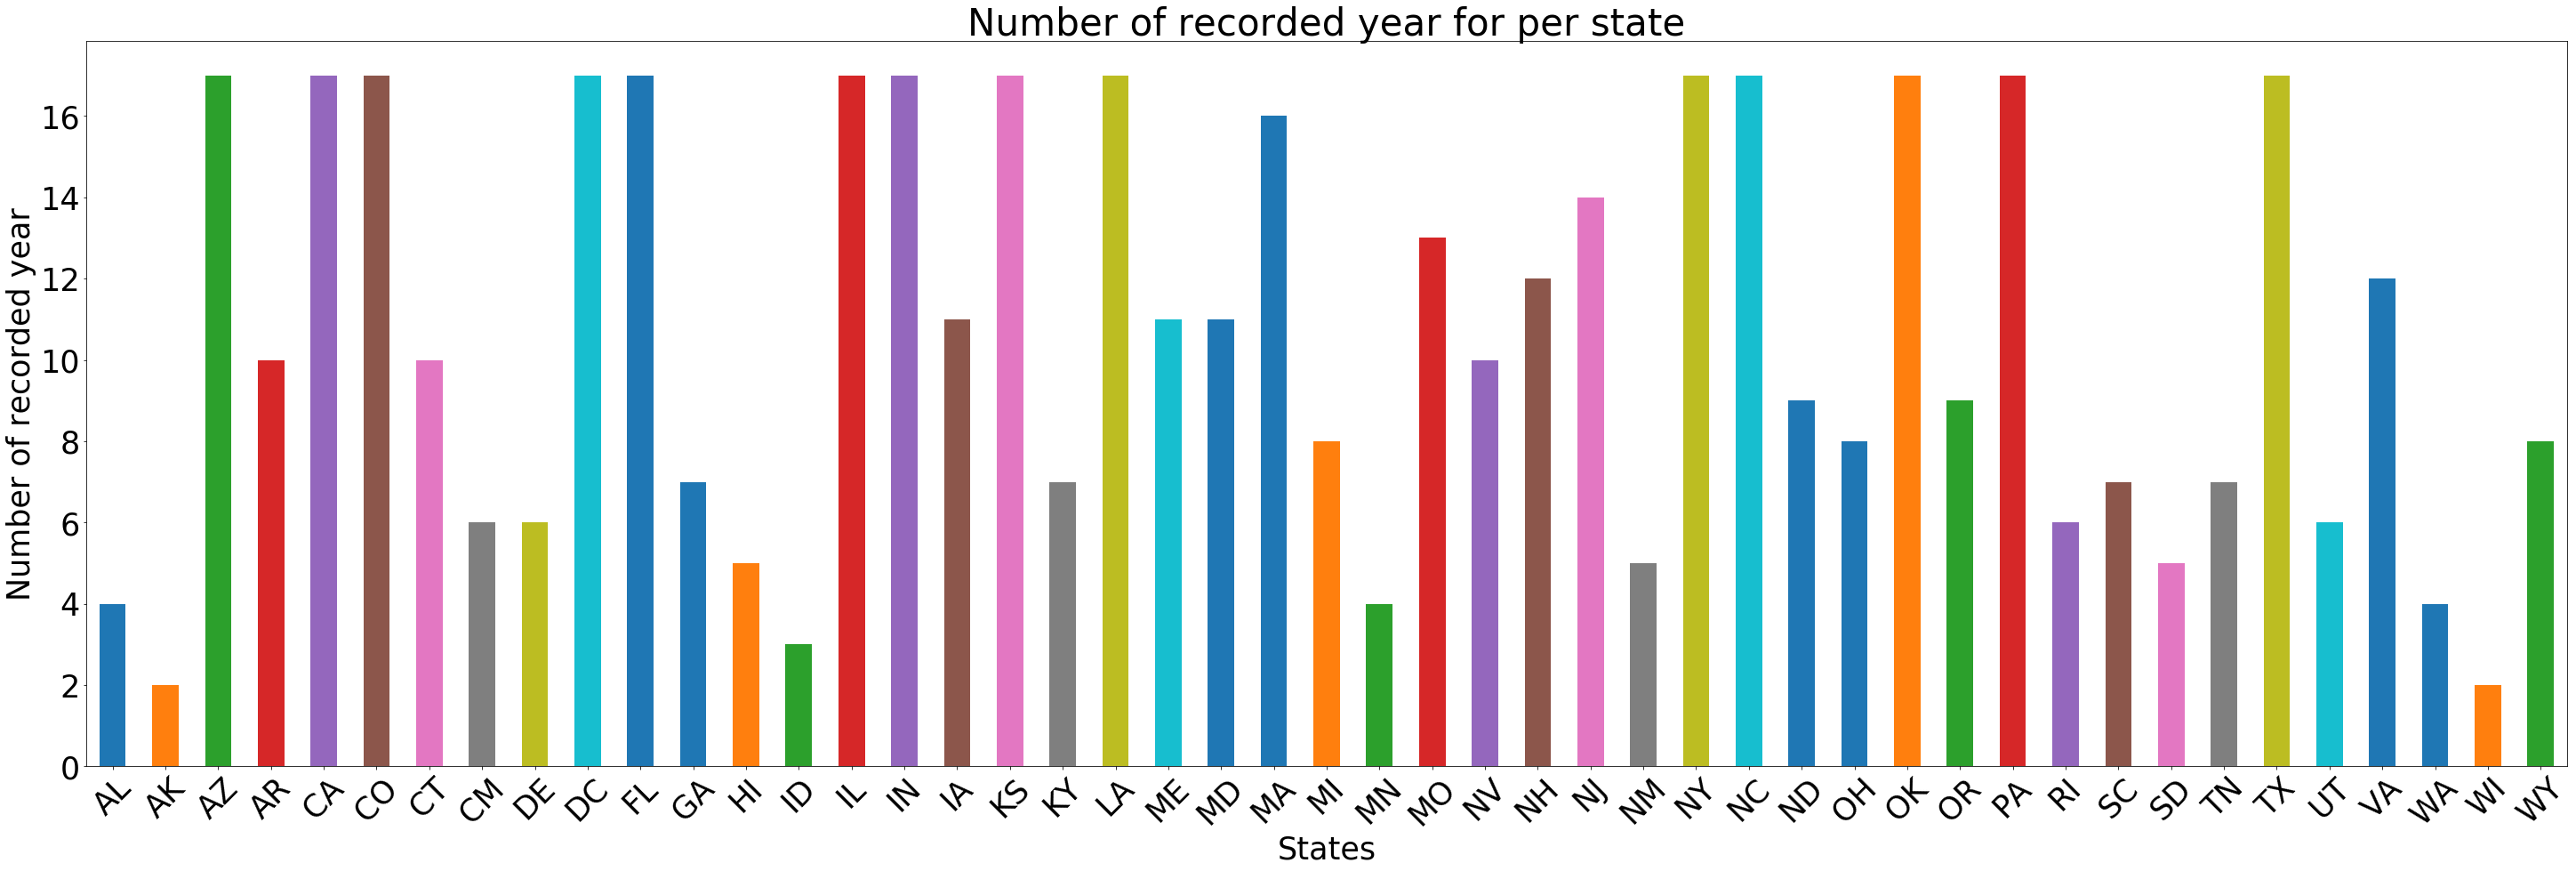 Number of recorded year for per state
Number of recorded year
16
14
12
10
8
6
4
2
0
AL AK AZ AR CA CO CT CM DE DC FL GA HI ID IL IN IA KS KY LA ME MD MA MI MN MO NV NH NJ NM NY NC ND OH OK OR PA RI SC SD TN TX UT VA WA WI WY
States